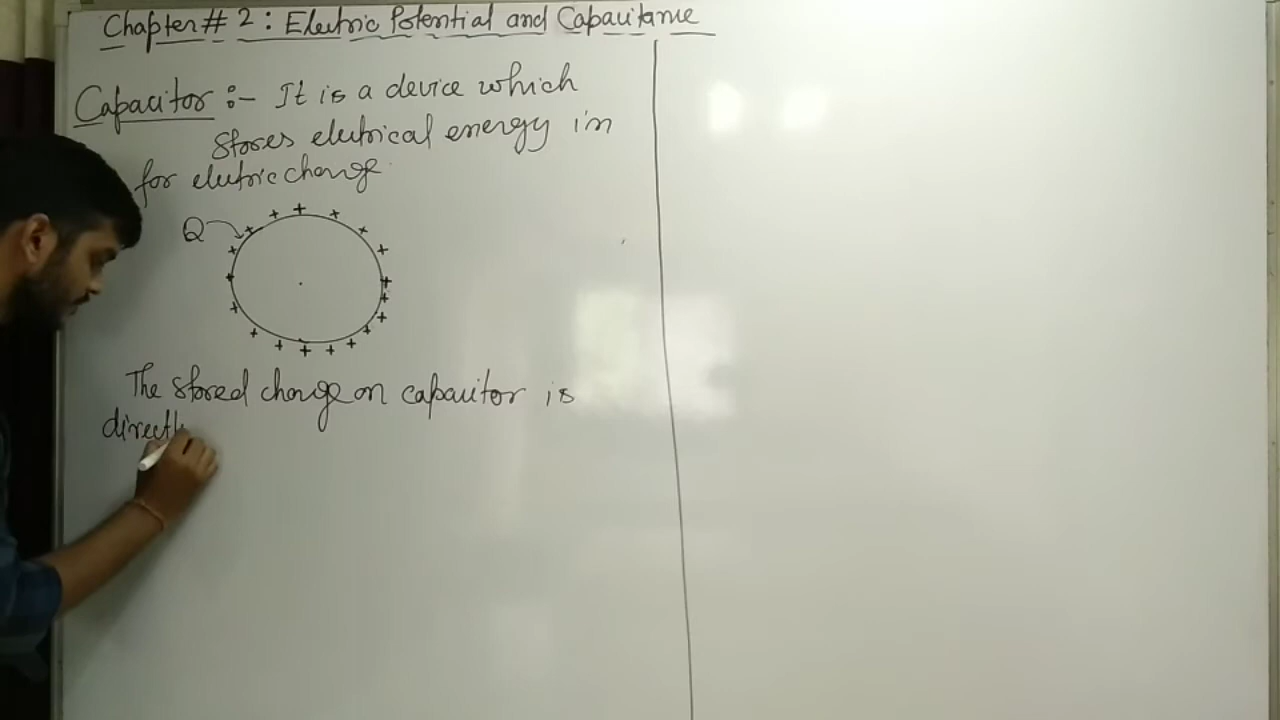 Chapter # 2 : Electric Potential and Capacitance
Capacitor :- It is a device which
stores electrical energy in
for electric charge
Q
The stored charge on capacitor is
directl